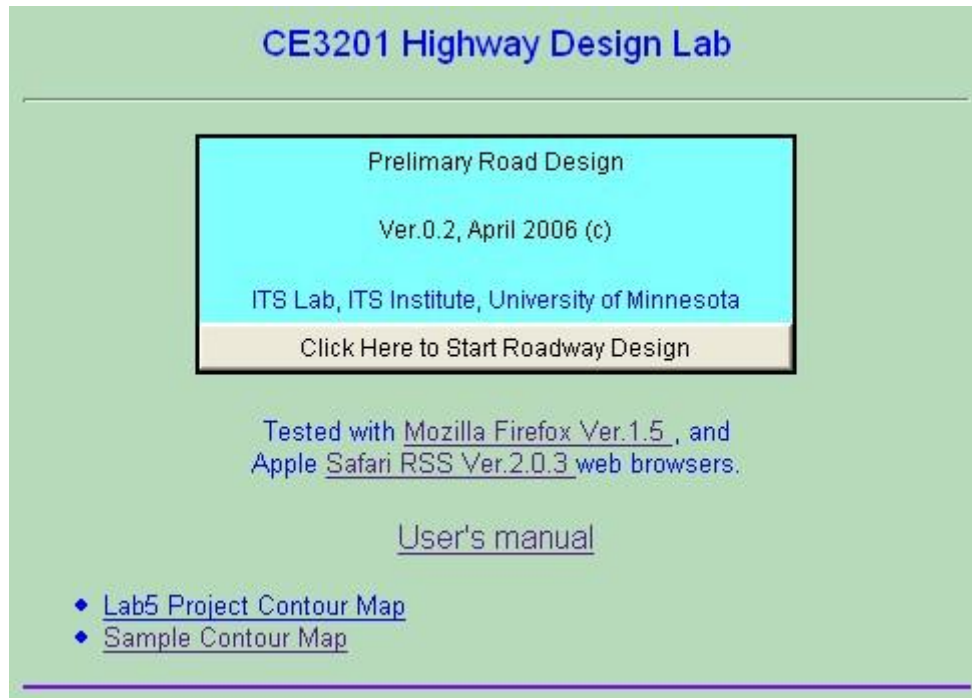 CE3201 Highway Design Lab
Prelimary Road Design
Ver.0.2, April 2006 (c)
ITS Lab, ITS Institute, University of Minnesota
Click Here to Start Roadway Design
Tested with Mozilla Firefox Ver.1.5 , and
Apple Safari RSS Ver.2.0.3 web browsers.
User's manual
Lab5 Project Contour Map
Sample Contour Map